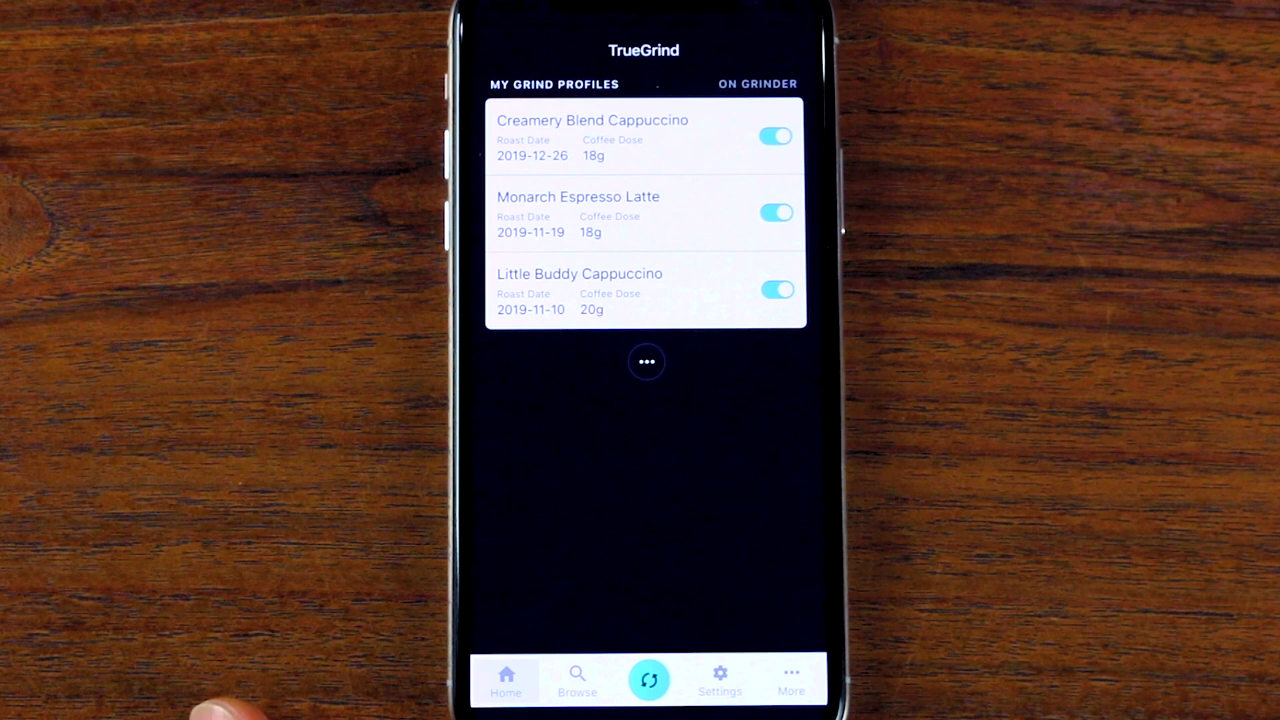 TrueGrind
MY GRIND PROFILES ON GRINDER
Creamery Blend Cappuccino
Roast Date Coffee Dose
2019-12-26 18g
Monarch Espresso Latte
Roast Date Coffee Dose
2019-11-19 18g
Little Buddy Cappuccino
Roast Date Coffee Dose
2019-11-10 20g
Home Browse Settings More